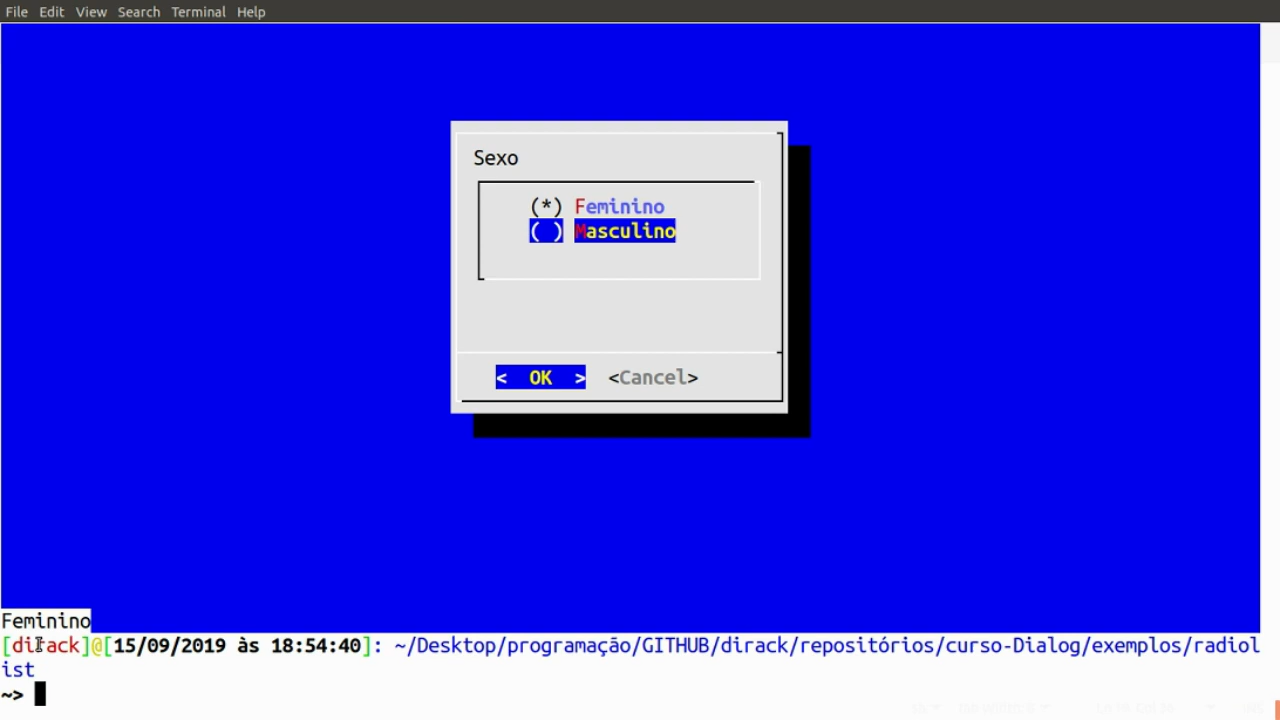 File Edit View Search Terminal Help
Sexo
(*) Feminino
( ) Masculino
< OK > <Cancel>
Feminino
[dirack]@[15/09/2019 às 18:54:40]: ~/Desktop/programação/GITHUB/dirack/repositórios/curso-Dialog/exemplos/radiol
ist
~>